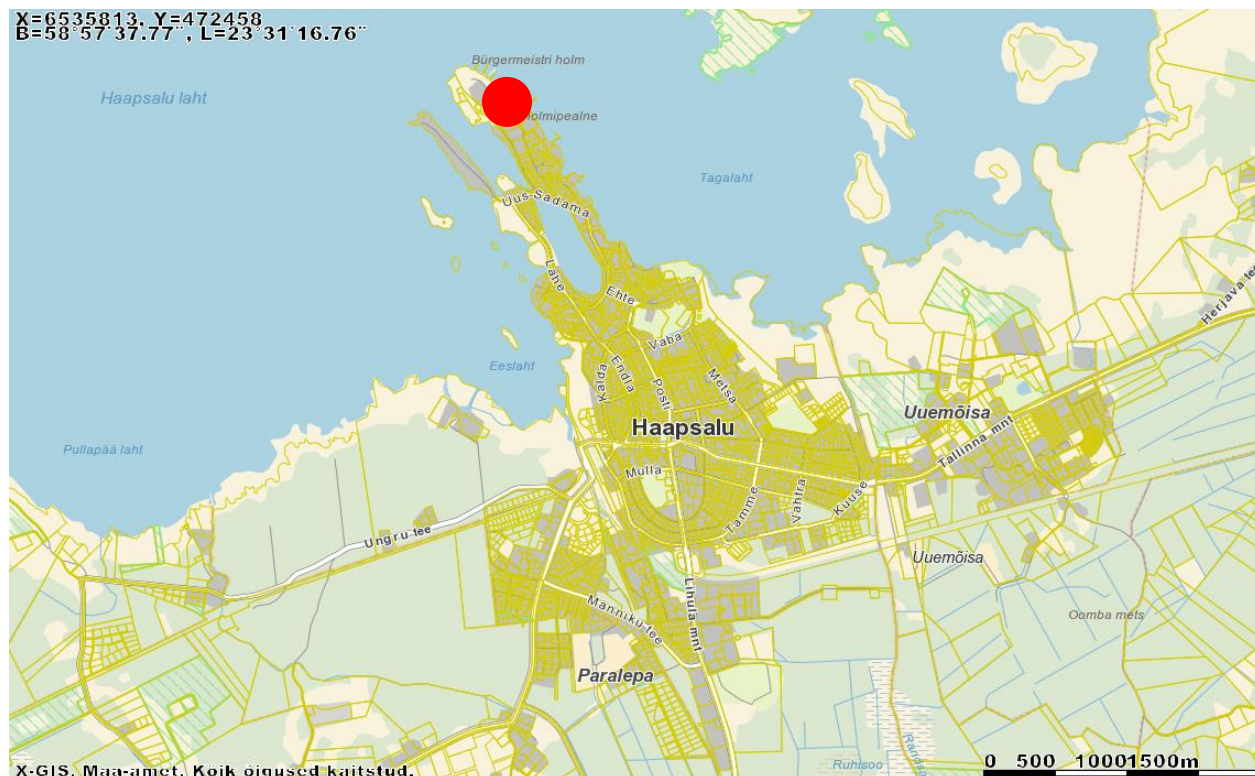 X=6535813, Y=472458
B=58°57'37.77", L=23°31'16.76"
Bürgermeistri holm
Haapsalu laht
Holmipealne
Tagalaht
Uus-Sadama
Lahe
Ehte
Herjava tee
Vaba
Eeslaht
Kalda
Endla
Posti
Metsa
Uuemõisa
Haapsalu
Tallinna mnt
Pullapää laht
Mulla
Tamme
Vahtra
Kuuse
Ungru tee
Uuemõisa
Lihula mnt
Männiku tee
Oomba mets
Paralepa
Ruhisoo
0 500 1000 1500m
X-GIS. Maa-amet. Kõik õigused kaitstud.